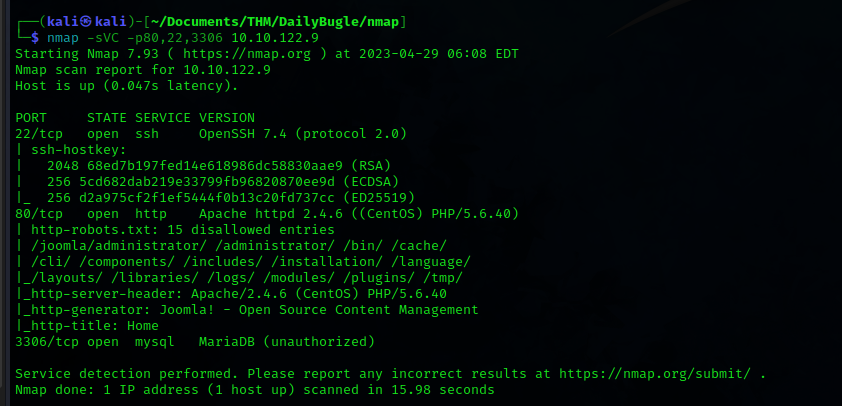 ┌──(kali㉿kali)-[~/Documents/THM/DailyBugle/nmap]
└─$ nmap -sVC -p80,22,3306 10.10.122.9
Starting Nmap 7.93 ( https://nmap.org ) at 2023-04-29 06:08 EDT
Nmap scan report for 10.10.122.9
Host is up (0.047s latency).

PORT     STATE SERVICE VERSION
22/tcp   open  ssh     OpenSSH 7.4 (protocol 2.0)
| ssh-hostkey:
|   2048 68ed7b197fed14e618986dc58830aae9 (RSA)
|   256 5cd682dab219e33799fb96820870ee9d (ECDSA)
|_  256 d2a975cf2f1ef5444f0b13c20fd737cc (ED25519)
80/tcp   open  http    Apache httpd 2.4.6 ((CentOS) PHP/5.6.40)
| http-robots.txt: 15 disallowed entries
| /joomla/administrator/ /administrator/ /bin/ /cache/
| /cli/ /components/ /includes/ /installation/ /language/
|_/layouts/ /libraries/ /logs/ /modules/ /plugins/ /tmp/
|_http-server-header: Apache/2.4.6 (CentOS) PHP/5.6.40
|_http-generator: Joomla! - Open Source Content Management
|_http-title: Home
3306/tcp open  mysql   MariaDB (unauthorized)

Service detection performed. Please report any incorrect results at https://nmap.org/submit/ .
Nmap done: 1 IP address (1 host up) scanned in 15.98 seconds